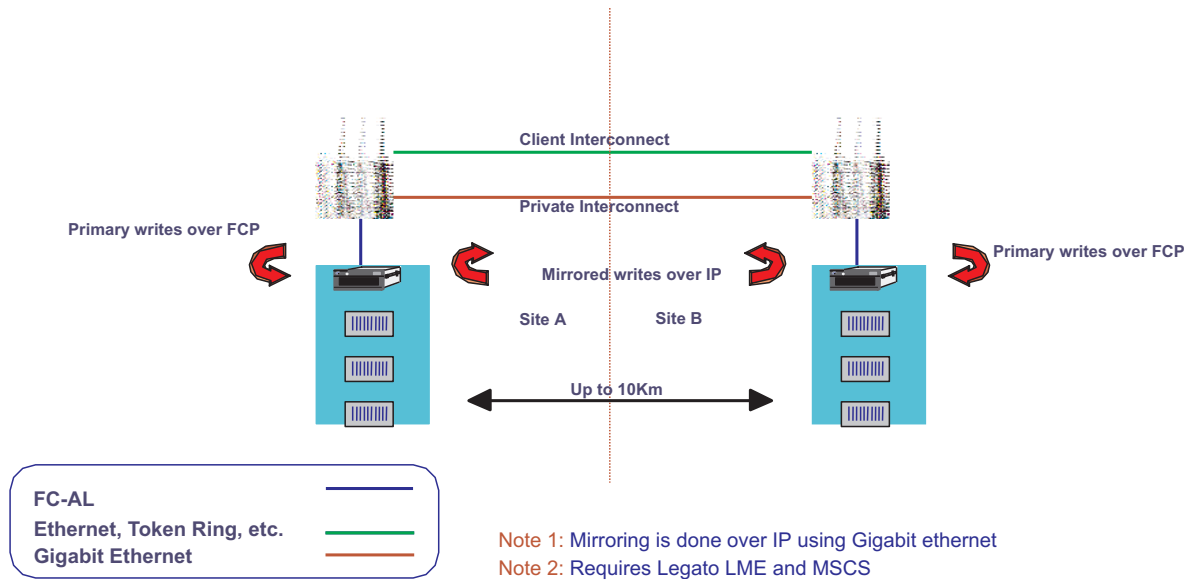 Client Interconnect
Private Interconnect
Primary writes over FCP
Mirrored writes over IP
Primary writes over FCP
Site A
Site B
Up to 10Km
FC-AL
Ethernet, Token Ring, etc.
Gigabit Ethernet
Note 1: Mirroring is done over IP using Gigabit ethernet
Note 2: Requires Legato LME and MSCS